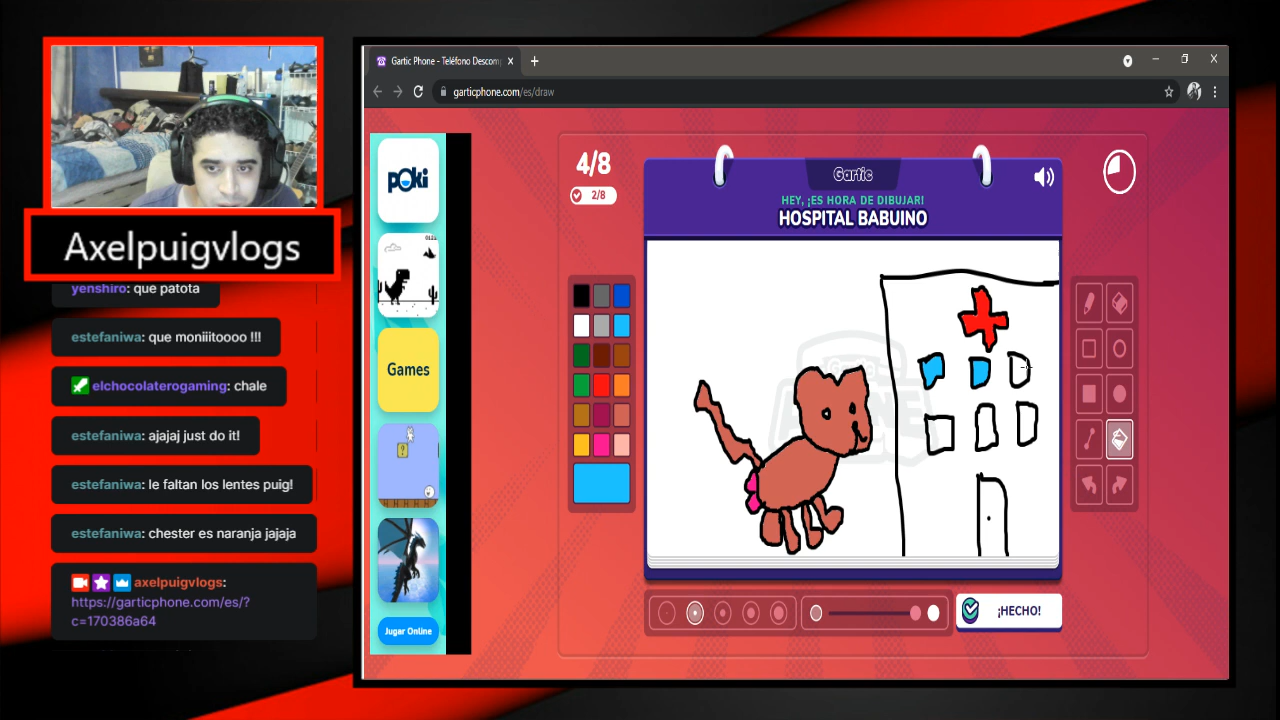 Axelpuigvlogs
yenshiro: que patota
estefaniwa: que moniiitoooo !!!
elchocolaterogaming: chale
estefaniwa: ajajaj just do it!
estefaniwa: le faltan los lentes puig!
estefaniwa: chester es naranja jajaja
axelpuigvlogs:
https://garticphone.com/es/?
c=170386a64
Gartic Phone - Teléfono Descomp
garticphone.com/es/draw
POKi
Games
Jugar Online
4/8
2/8
Gartic
HEY, ¡ES HORA DE DIBUJAR!
HOSPITAL BABUINO
¡HECHO!